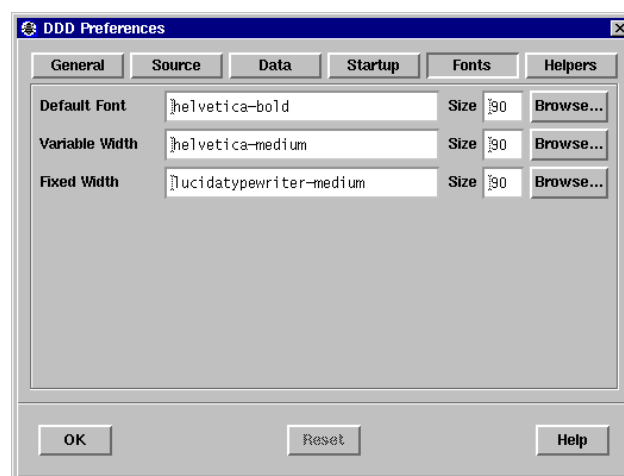 DDD Preferences
General Source Data Startup Fonts Helpers
Default Font helvetica-bold Size 90 Browse...
Variable Width helvetica-medium Size 90 Browse...
Fixed Width lucidatypewriter-medium Size 90 Browse...
OK Reset Help